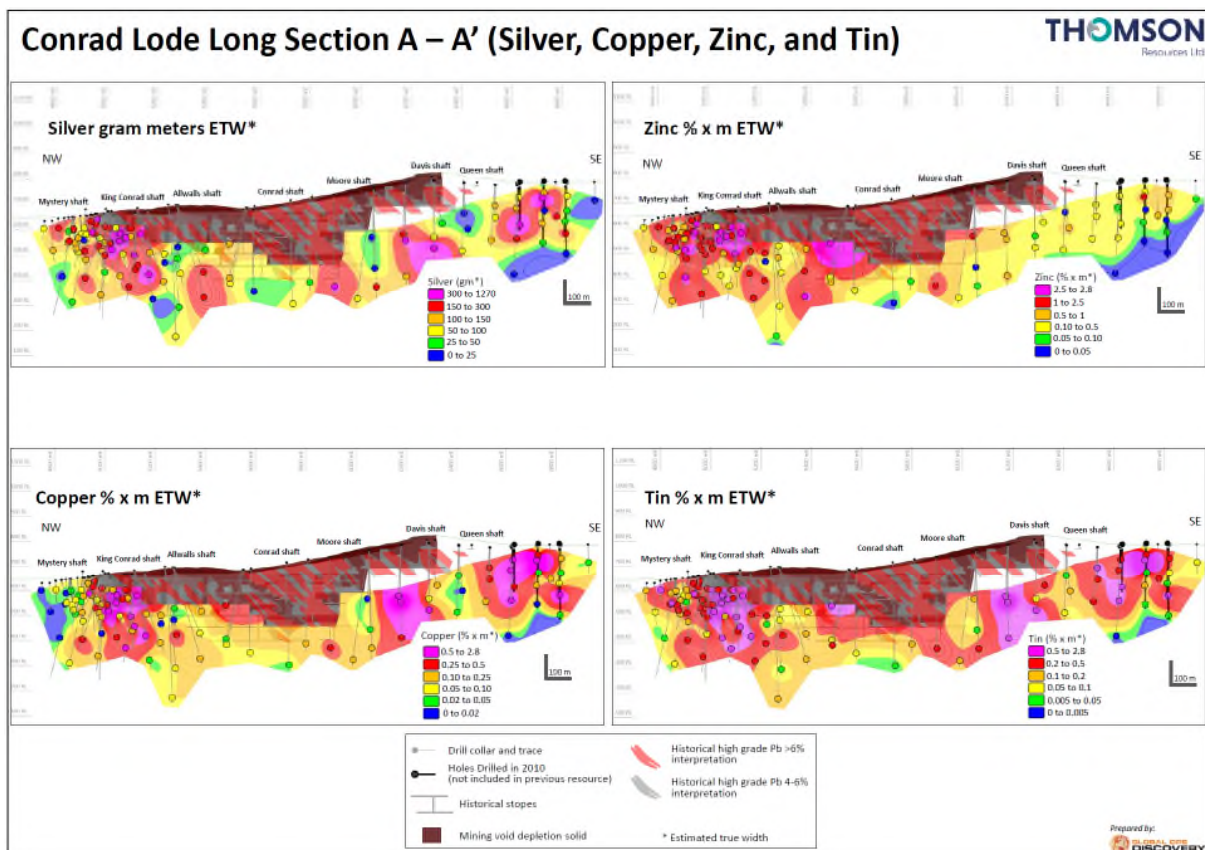 Conrad Lode Long Section A – A' (Silver, Copper, Zinc, and Tin)
THOMSON
Resources Ltd
Silver gram meters ETW*
NW
SE
Mystery shaft
King Conrad shaft
Allwalls shaft
Conrad shaft
Moore shaft
Davis shaft
Queen shaft
Silver (gm*)
300 to 1270
150 to 300
100 to 150
50 to 100
25 to 50
0 to 25
100 m
Zinc % x m ETW*
NW
SE
Mystery shaft
King Conrad shaft
Allwalls shaft
Conrad shaft
Moore shaft
Davis shaft
Queen shaft
Zinc (% x m*)
2.5 to 2.8
1 to 2.5
0.5 to 1
0.10 to 0.5
0.05 to 0.10
0 to 0.05
100 m
Copper % x m ETW*
NW
SE
Mystery shaft
King Conrad shaft
Allwalls shaft
Conrad shaft
Moore shaft
Davis shaft
Queen shaft
Copper (% x m*)
0.5 to 2.8
0.25 to 0.5
0.10 to 0.25
0.05 to 0.10
0.02 to 0.05
0 to 0.02
100 m
Tin % x m ETW*
NW
SE
Mystery shaft
King Conrad shaft
Allwalls shaft
Conrad shaft
Moore shaft
Davis shaft
Queen shaft
Tin (% x m*)
0.5 to 2.8
0.2 to 0.5
0.1 to 0.2
0.05 to 0.1
0.005 to 0.05
0 to 0.005
100 m
Drill collar and trace
Holes Drilled in 2010
(not included in previous resource)
Historical stopes
Mining void depletion solid
Historical high grade Pb >6%
interpretation
Historical high grade Pb 4-6%
interpretation
* Estimated true width
Prepared by:
GLOBAL ORE
DISCOVERY